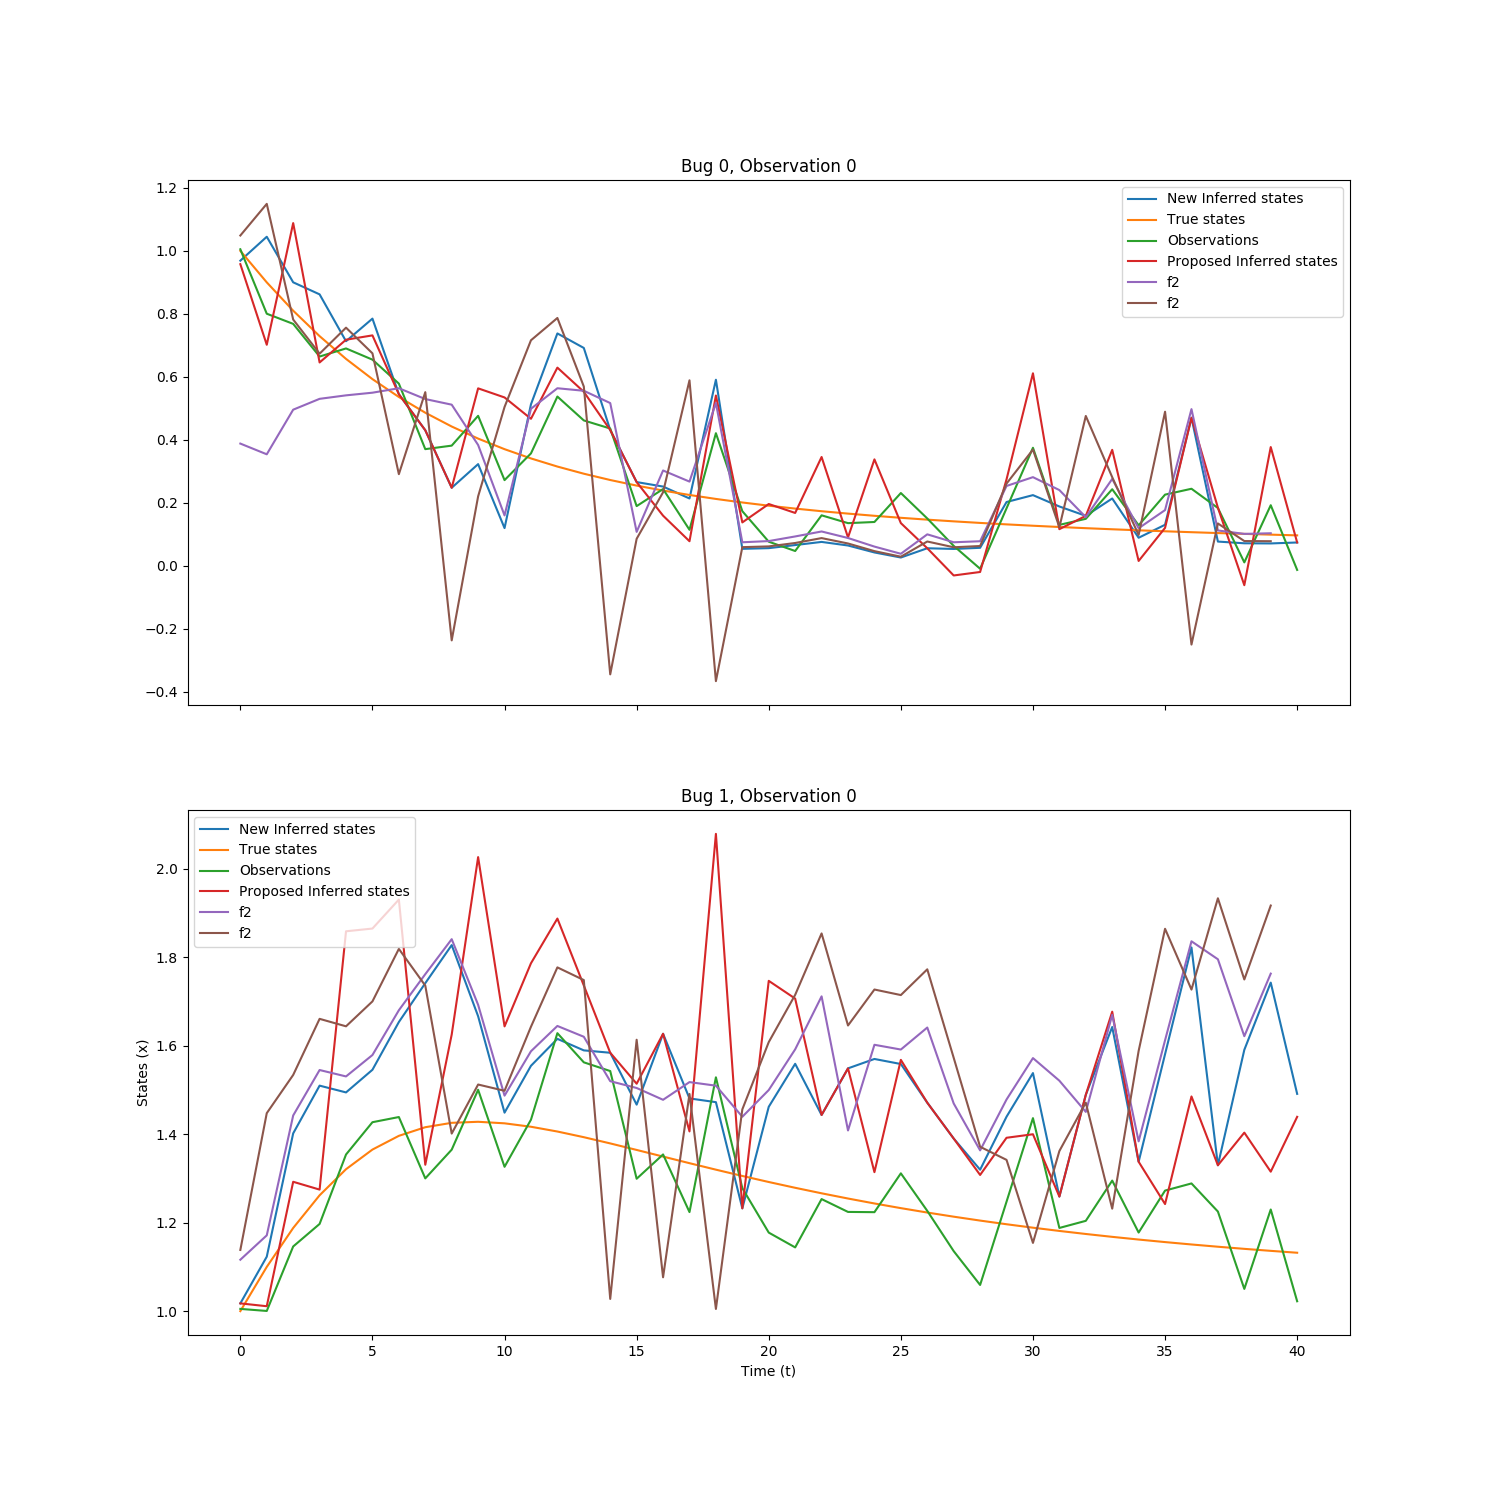 Bug 0, Observation 0
1.2
1.0
0.8
0.6
0.4
0.2
0.0
−0.2
−0.4
New Inferred states
True states
Observations
Proposed Inferred states
f2
f2
Bug 1, Observation 0
New Inferred states
True states
Observations
Proposed Inferred states
f2
f2
States (x)
2.0
1.8
1.6
1.4
1.2
1.0
0 5 10 15 20 25 30 35 40
Time (t)